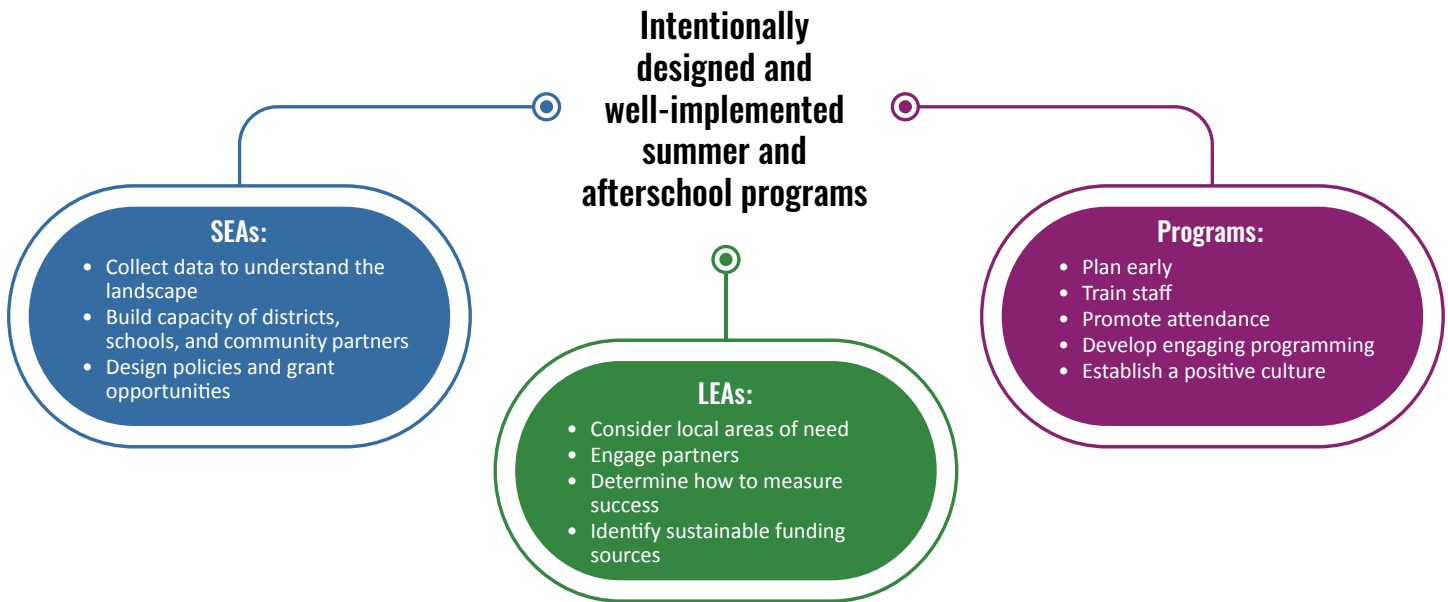 Intentionally
designed and
well-implemented
summer and
afterschool programs
SEAs:
• Collect data to understand the
landscape
• Build capacity of districts,
schools, and community partners
• Design policies and grant
opportunities
LEAs:
• Consider local areas of need
• Engage partners
• Determine how to measure
success
• Identify sustainable funding
sources
Programs:
• Plan early
• Train staff
• Promote attendance
• Develop engaging programming
• Establish a positive culture